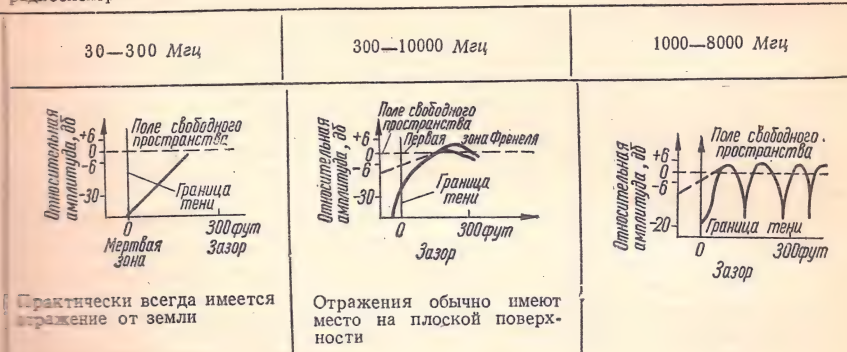 30—300 Мгц
300—10000 Мгц
1000—8000 Мгц
Относительная
амплитуда, дб
+6
0
-6
-30
Поле свободного
пространства
Граница
тени
0
300фут
Мертвая
зона
Зазор
Относительная
амплитуда, дб
+6
0
-6
-30
Поле свободного
пространства
Первая зона Френеля
Граница
тени
0
300фут
Зазор
Относительная
амплитуда, дб
+6
0
-6
-20
Поле свободного
пространства
Граница тени
0
300фут
Зазор
Практически всегда имеется
отражение от земли
Отражения обычно имеют
место на плоской поверх-
ности